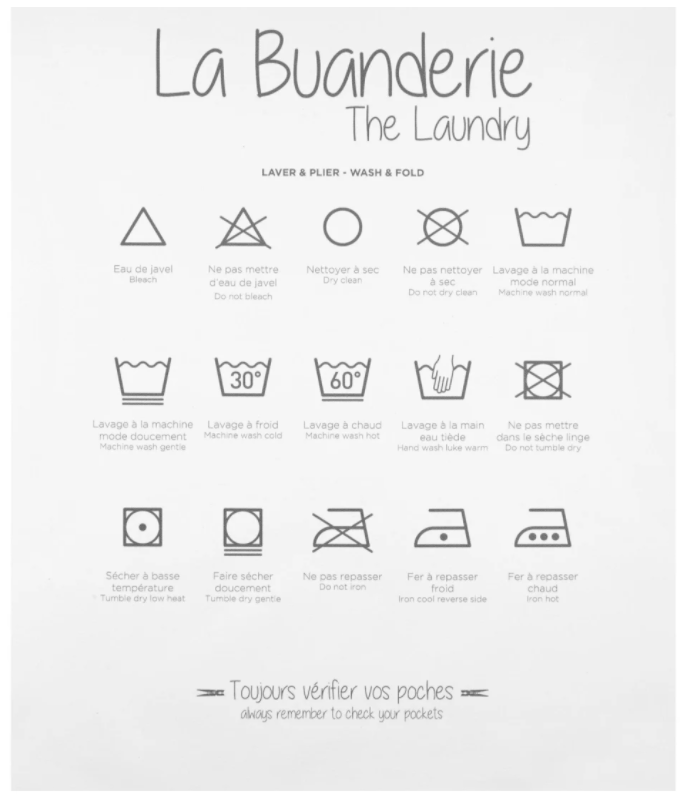 La Buanderie
The Laundry
LAVER & PLIER - WASH & FOLD
Eau de javel
Bleach
Ne pas mettre
d'eau de javel
Do not bleach
Nettoyer à sec
Dry clean
Ne pas nettoyer
à sec
Do not dry clean
Lavage à la machine
mode normal
Machine wash normal
Lavage à la machine
mode doucement
Machine wash gentle
30°
Lavage à froid
Machine wash cold
60°
Lavage à chaud
Machine wash hot
Lavage à la main
eau tiède
Hand wash luke warm
Ne pas mettre
dans le sèche linge
Do not tumble dry
Sécher à basse
température
Tumble dry low heat
Faire sécher
doucement
Tumble dry gentle
Ne pas repasser
Do not iron
Fer à repasser
froid
Iron cool reverse side
Fer à repasser
chaud
Iron hot
Toujours vérifier vos poches
always remember to check your pockets